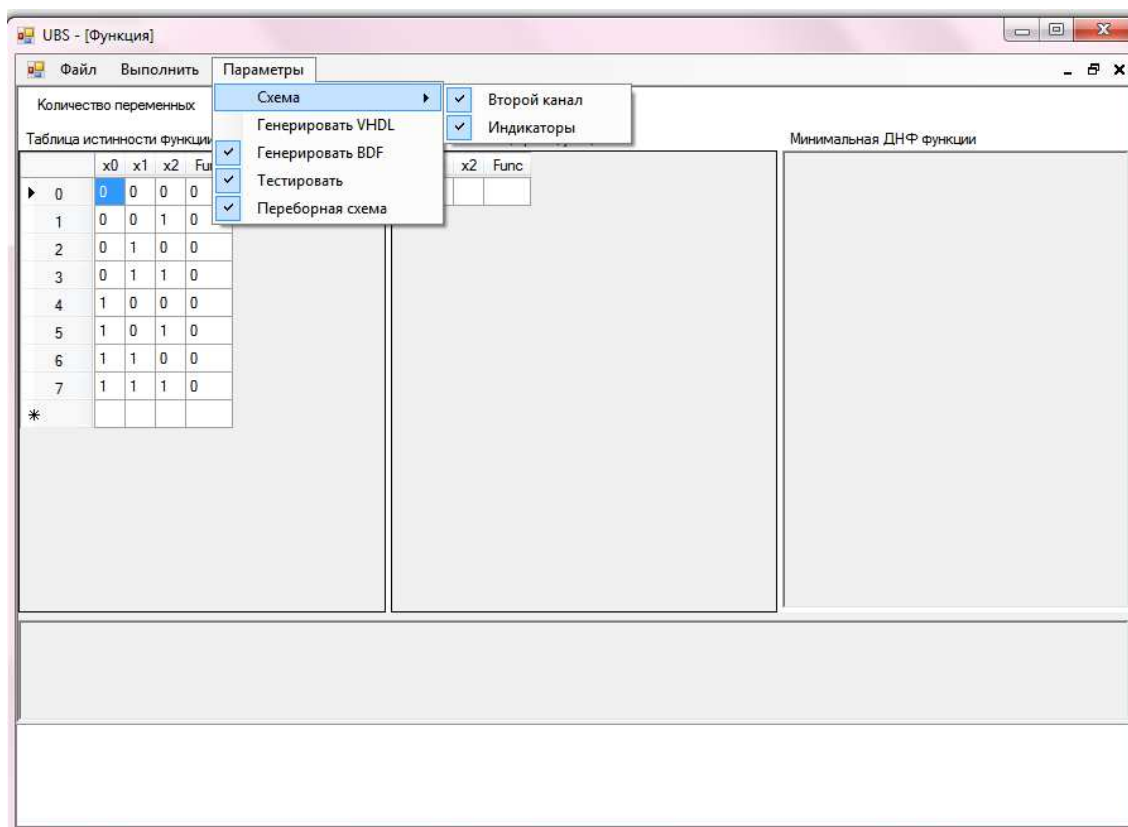 UBS - [Функция]
Файл Выполнить Параметры
Количество переменных
Схема
Генерировать VHDL
Генерировать BDF
Тестировать
Переборная схема
Второй канал
Индикаторы
Таблица истинности функции
Минимальная ДНФ функции
x0 x1 x2
x2 Func
0 0 0 0 0
1 0 0 1 0
2 0 1 0 0
3 0 1 1 0
4 1 0 0 0
5 1 0 1 0
6 1 1 0 0
7 1 1 1 0